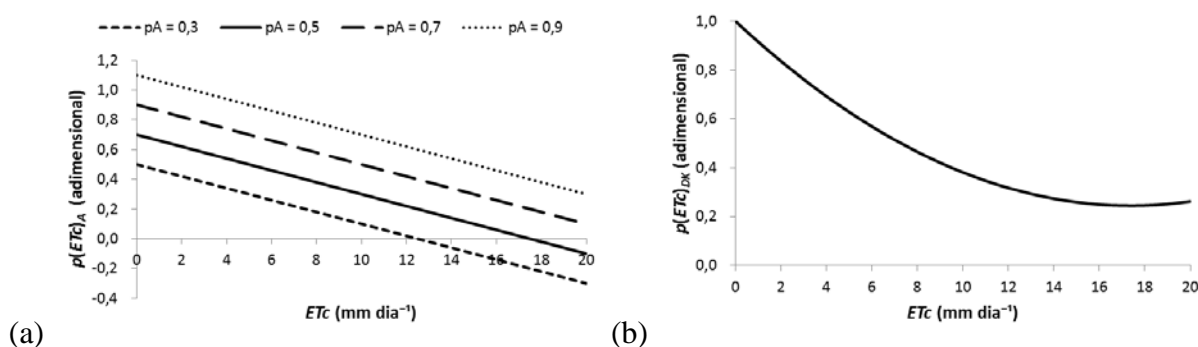 pA = 0,3 pA = 0,5 pA = 0,7 pA = 0,9
1,2
1,0
0,8
0,6
0,4
0,2
0,0
-0,2
-0,4
p(ETc)A (adimensional)
0 2 4 6 8 10 12 14 16 18 20
ETc (mm dia⁻¹)
(a)
1,0
0,8
0,6
0,4
0,2
0,0
p(ETc)DK (adimensional)
0 2 4 6 8 10 12 14 16 18 20
ETc (mm dia⁻¹)
(b)